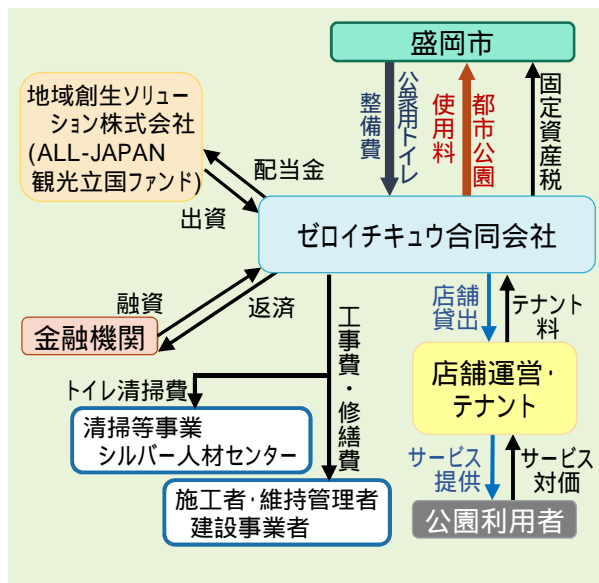 盛岡市
公衆用トイレ
整備費
都市公園
使用料
固定資産税
地域創生ソリュー
ション株式会社
(ALL-JAPAN
観光立国ファンド)
配当金
出資
ゼロイチキュウ合同会社
融資
返済
金融機関
工事費・修繕費
店舗
貸出
テナント
料
店舗運営・
テナント
トイレ清掃費
清掃等事業
シルバー人材センター
施工者・維持管理者
建設事業者
サービス
提供
サービス
対価
公園利用者